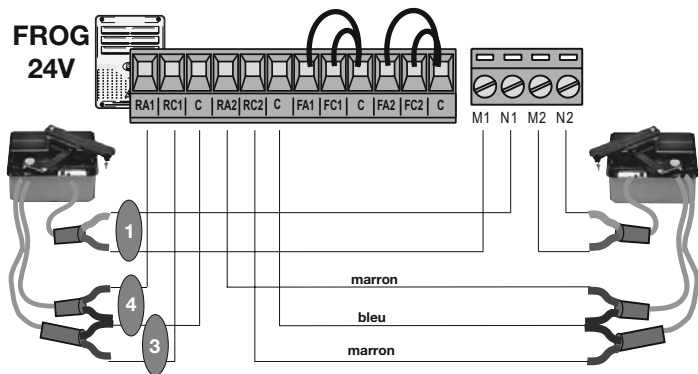 FROG
24V
RA1 RC1 C RA2 RC2 C FA1 FC1 C FA2 FC2 C
M1 N1 M2 N2
1
marron
4
bleu
3
marron